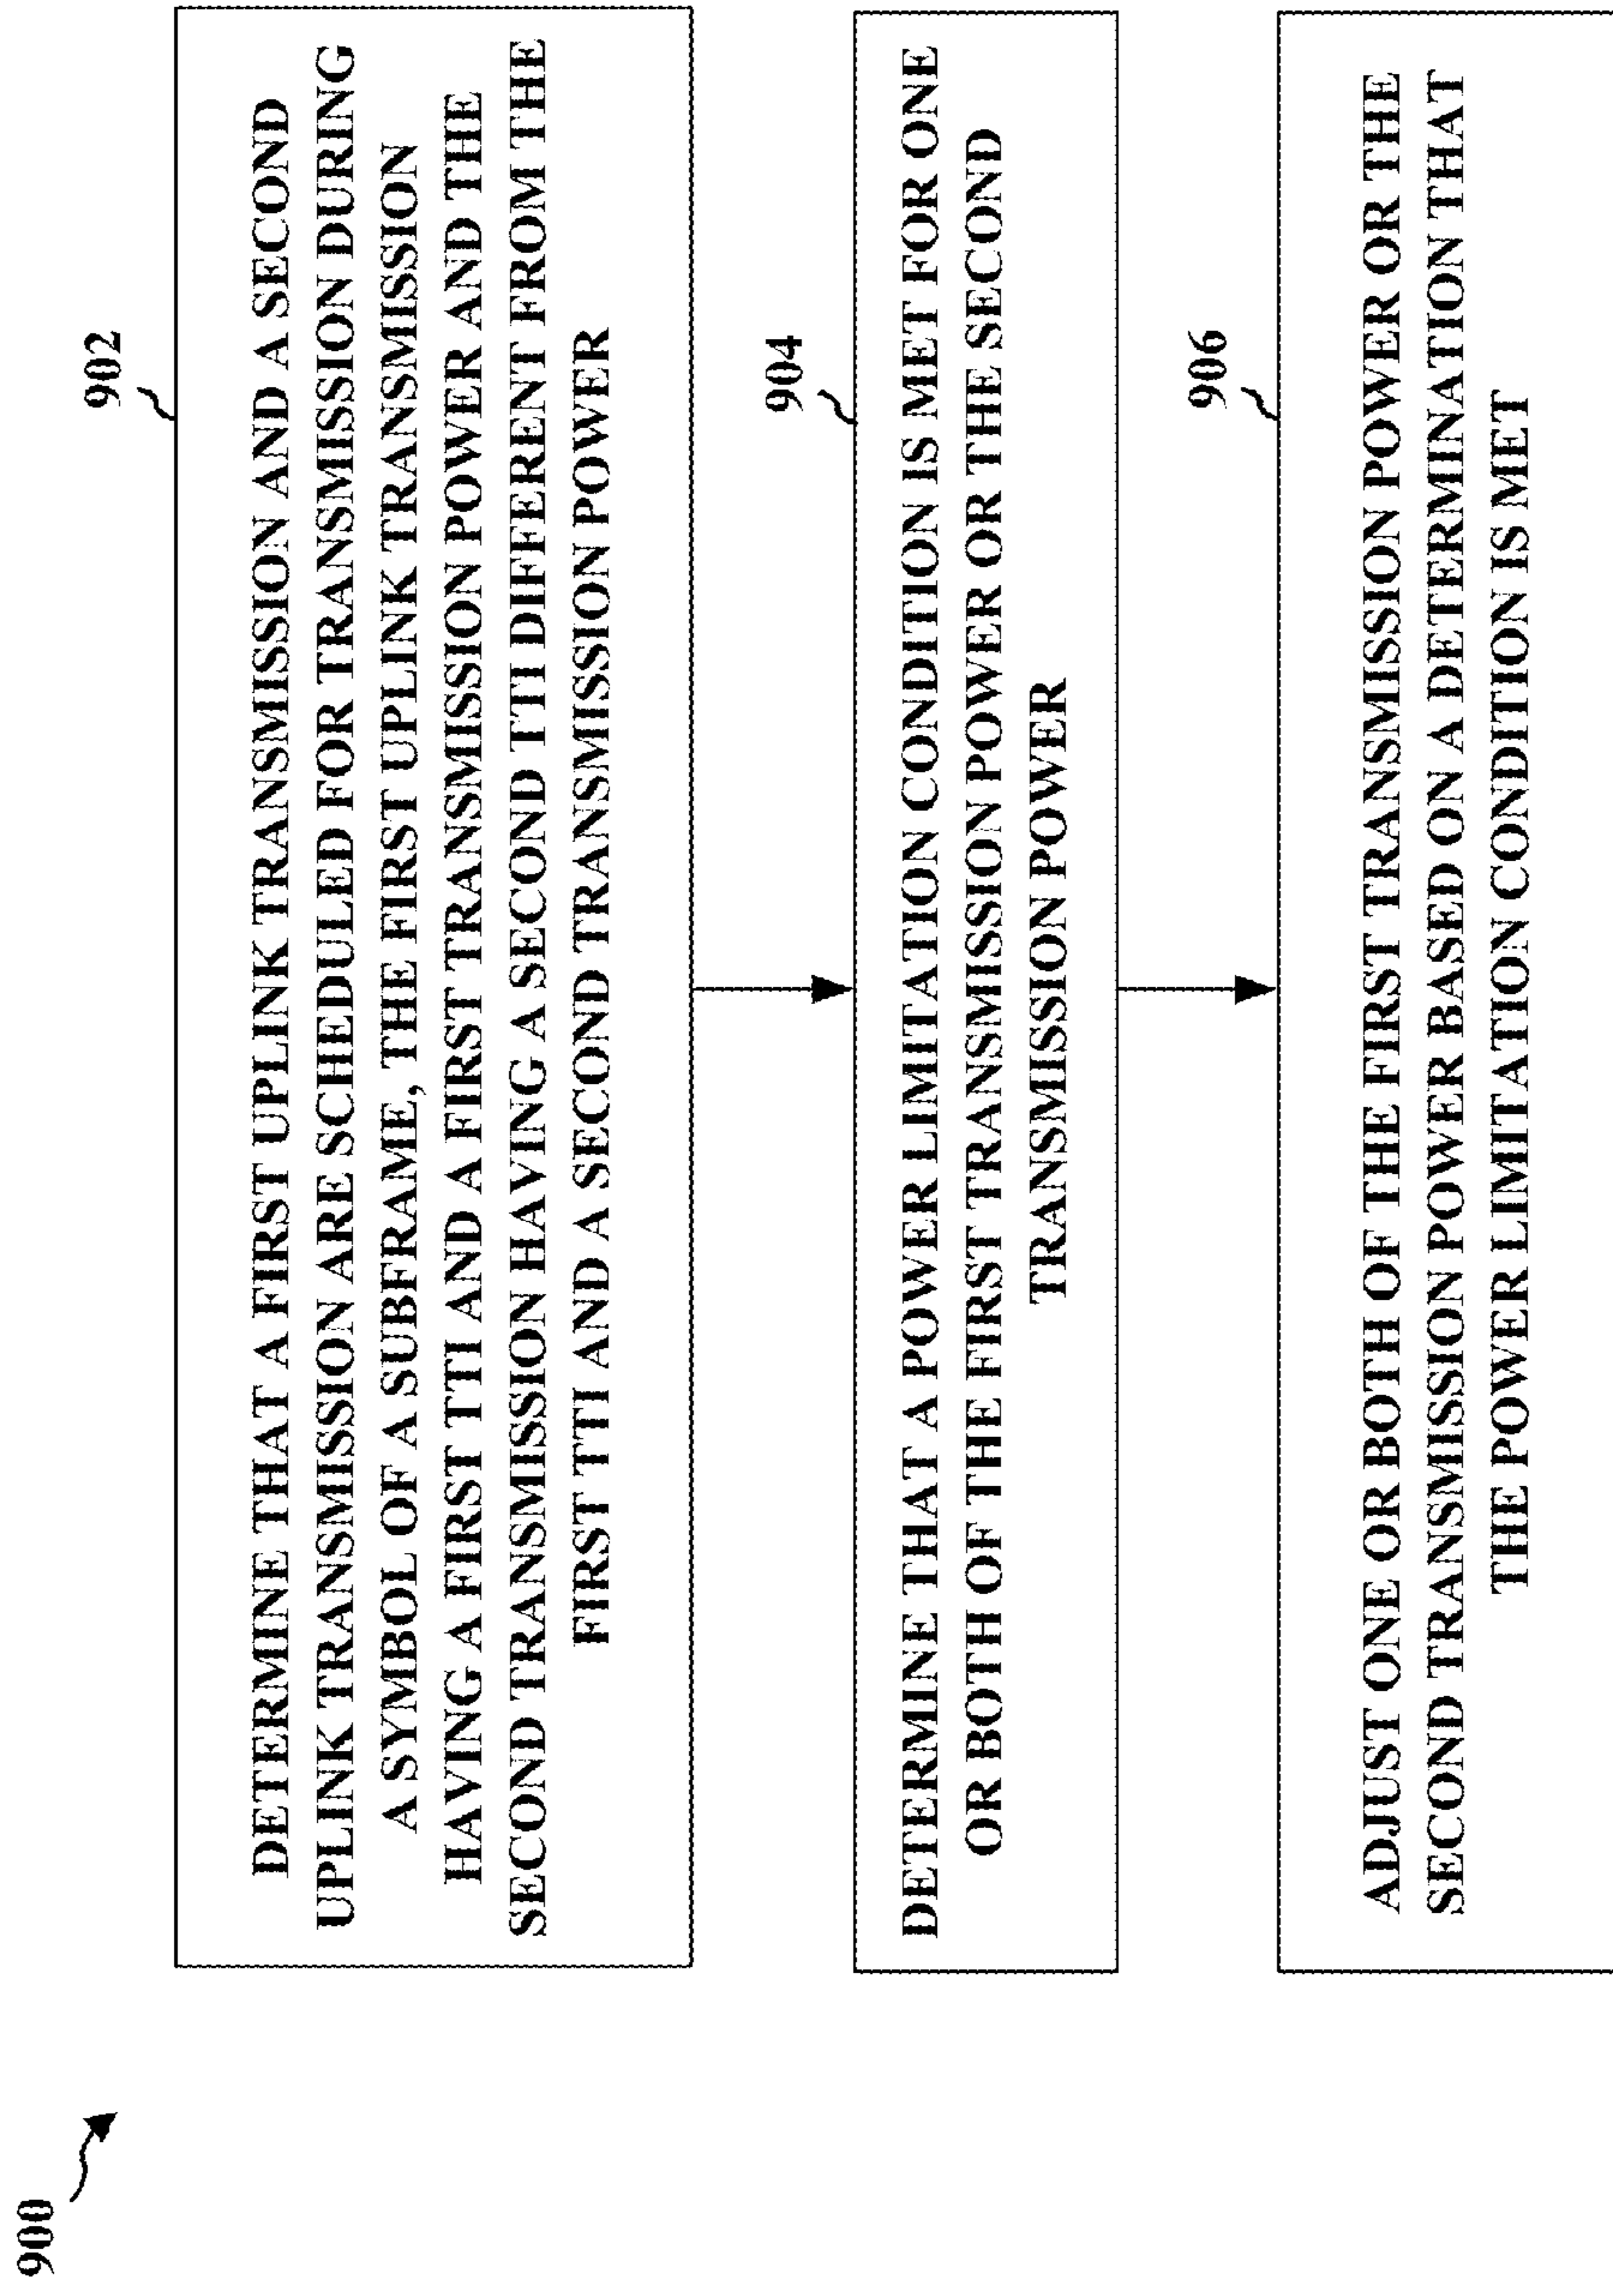 900
902
DETERMINE THAT A FIRST UPLINK TRANSMISSION AND A SECOND
UPLINK TRANSMISSION ARE SCHEDULED FOR TRANSMISSION DURING
A SYMBOL OF A SUBFRAME, THE FIRST UPLINK TRANSMISSION
HAVING A FIRST TTI AND A FIRST TRANSMISSION POWER AND THE
SECOND TRANSMISSION HAVING A SECOND TTI DIFFERENT FROM THE
FIRST TTI AND A SECOND TRANSMISSION POWER
904
DETERMINE THAT A POWER LIMITATION CONDITION IS MET FOR ONE
OR BOTH OF THE FIRST TRANSMISSION POWER OR THE SECOND
TRANSMISSION POWER
906
ADJUST ONE OR BOTH OF THE FIRST TRANSMISSION POWER OR THE
SECOND TRANSMISSION POWER BASED ON A DETERMINATION THAT
THE POWER LIMITATION CONDITION IS MET